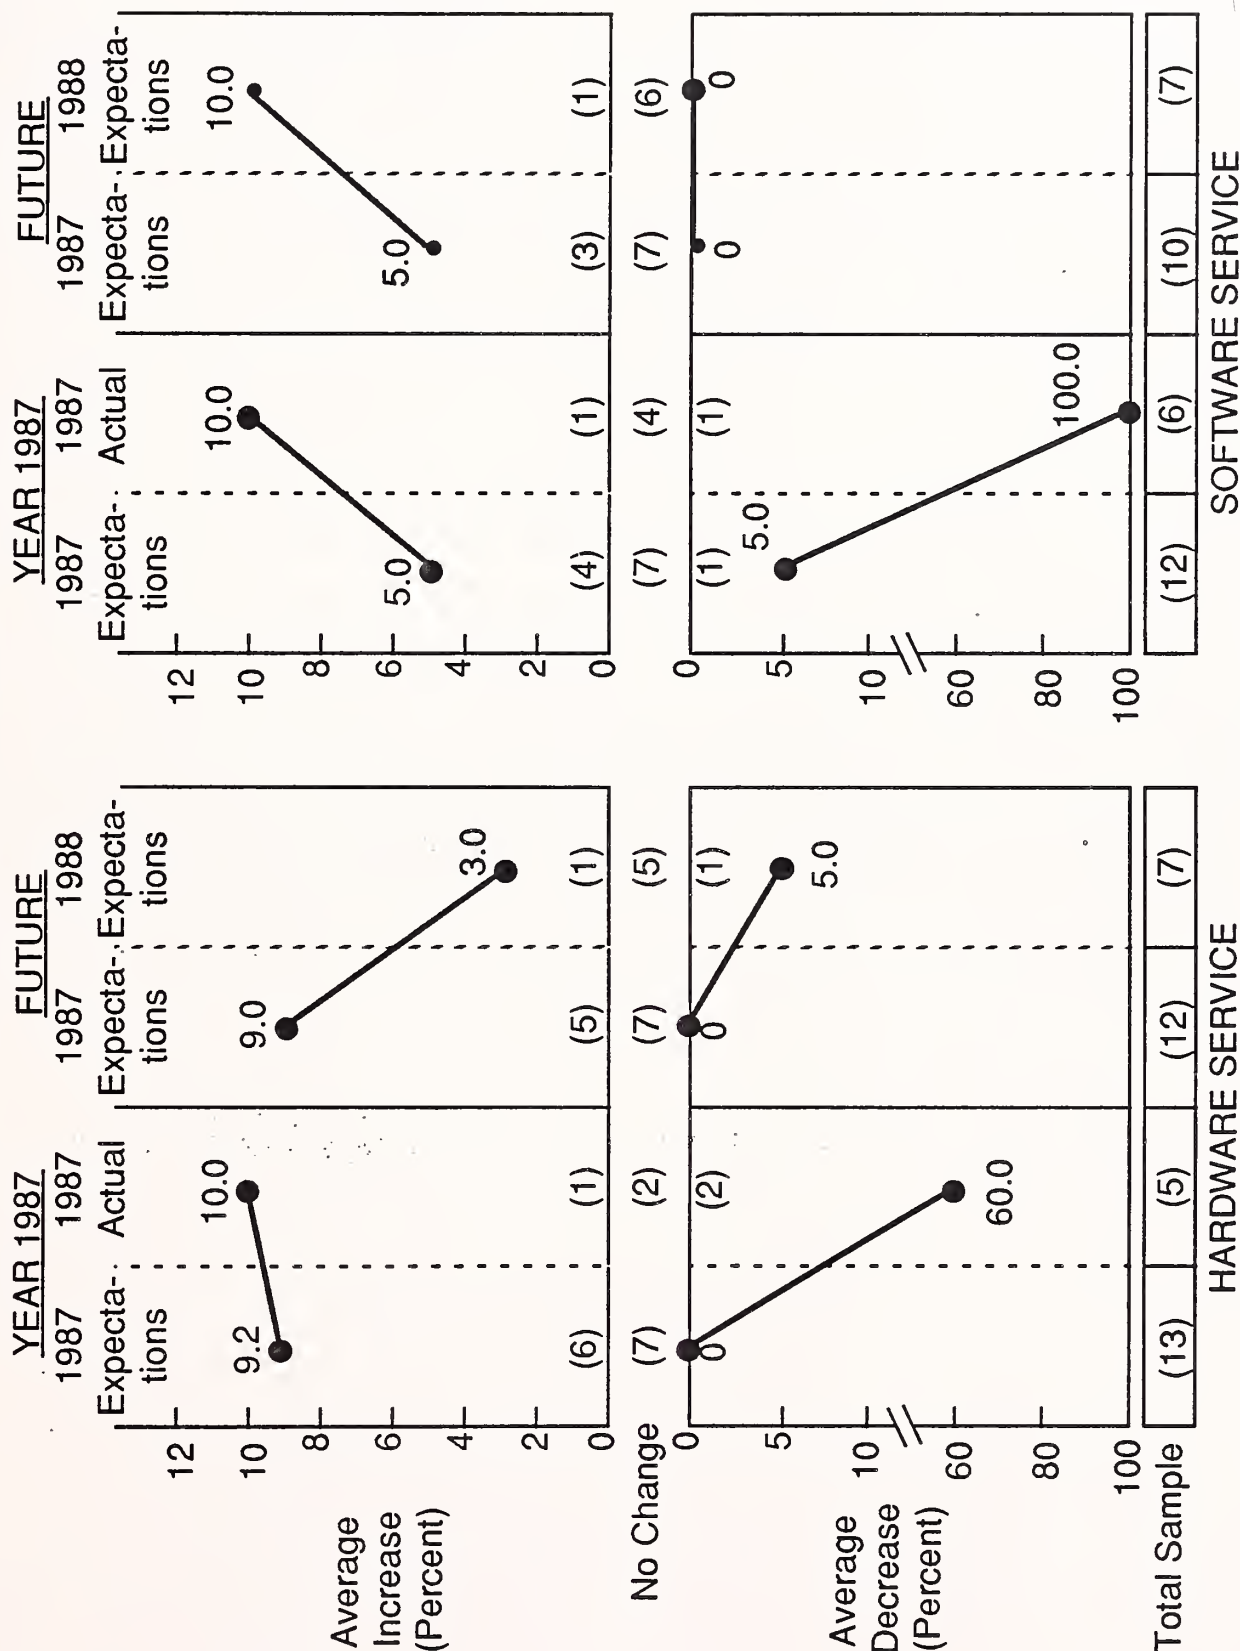 YEAR 1987
FUTURE
YEAR 1987
FUTURE
1987
1987
1987
1988
1987
1987
1987
1988
Expecta-
Actual
Expecta-
Expecta-
Expecta-
Actual
Expecta-
Expecta-
tions
tions
tions
tions
tions
tions
Average
Increase
(Percent)
12
10
8
6
4
2
0
9.2
10.0
9.0
3.0
(6)
(1)
(5)
(1)
12
10
8
6
4
2
0
5.0
10.0
5.0
10.0
(4)
(1)
(3)
(1)
No Change
(7)
(2)
(7)
(5)
(7)
(4)
(7)
(6)
Average
Decrease
(Percent)
0
5
10
60
80
100
0
(2)
60.0
0
(1)
5.0
0
5
10
60
80
100
(1)
5.0
(1)
100.0
0
0
Total Sample
(13)
(5)
(12)
(7)
(12)
(6)
(10)
(7)
HARDWARE SERVICE
SOFTWARE SERVICE